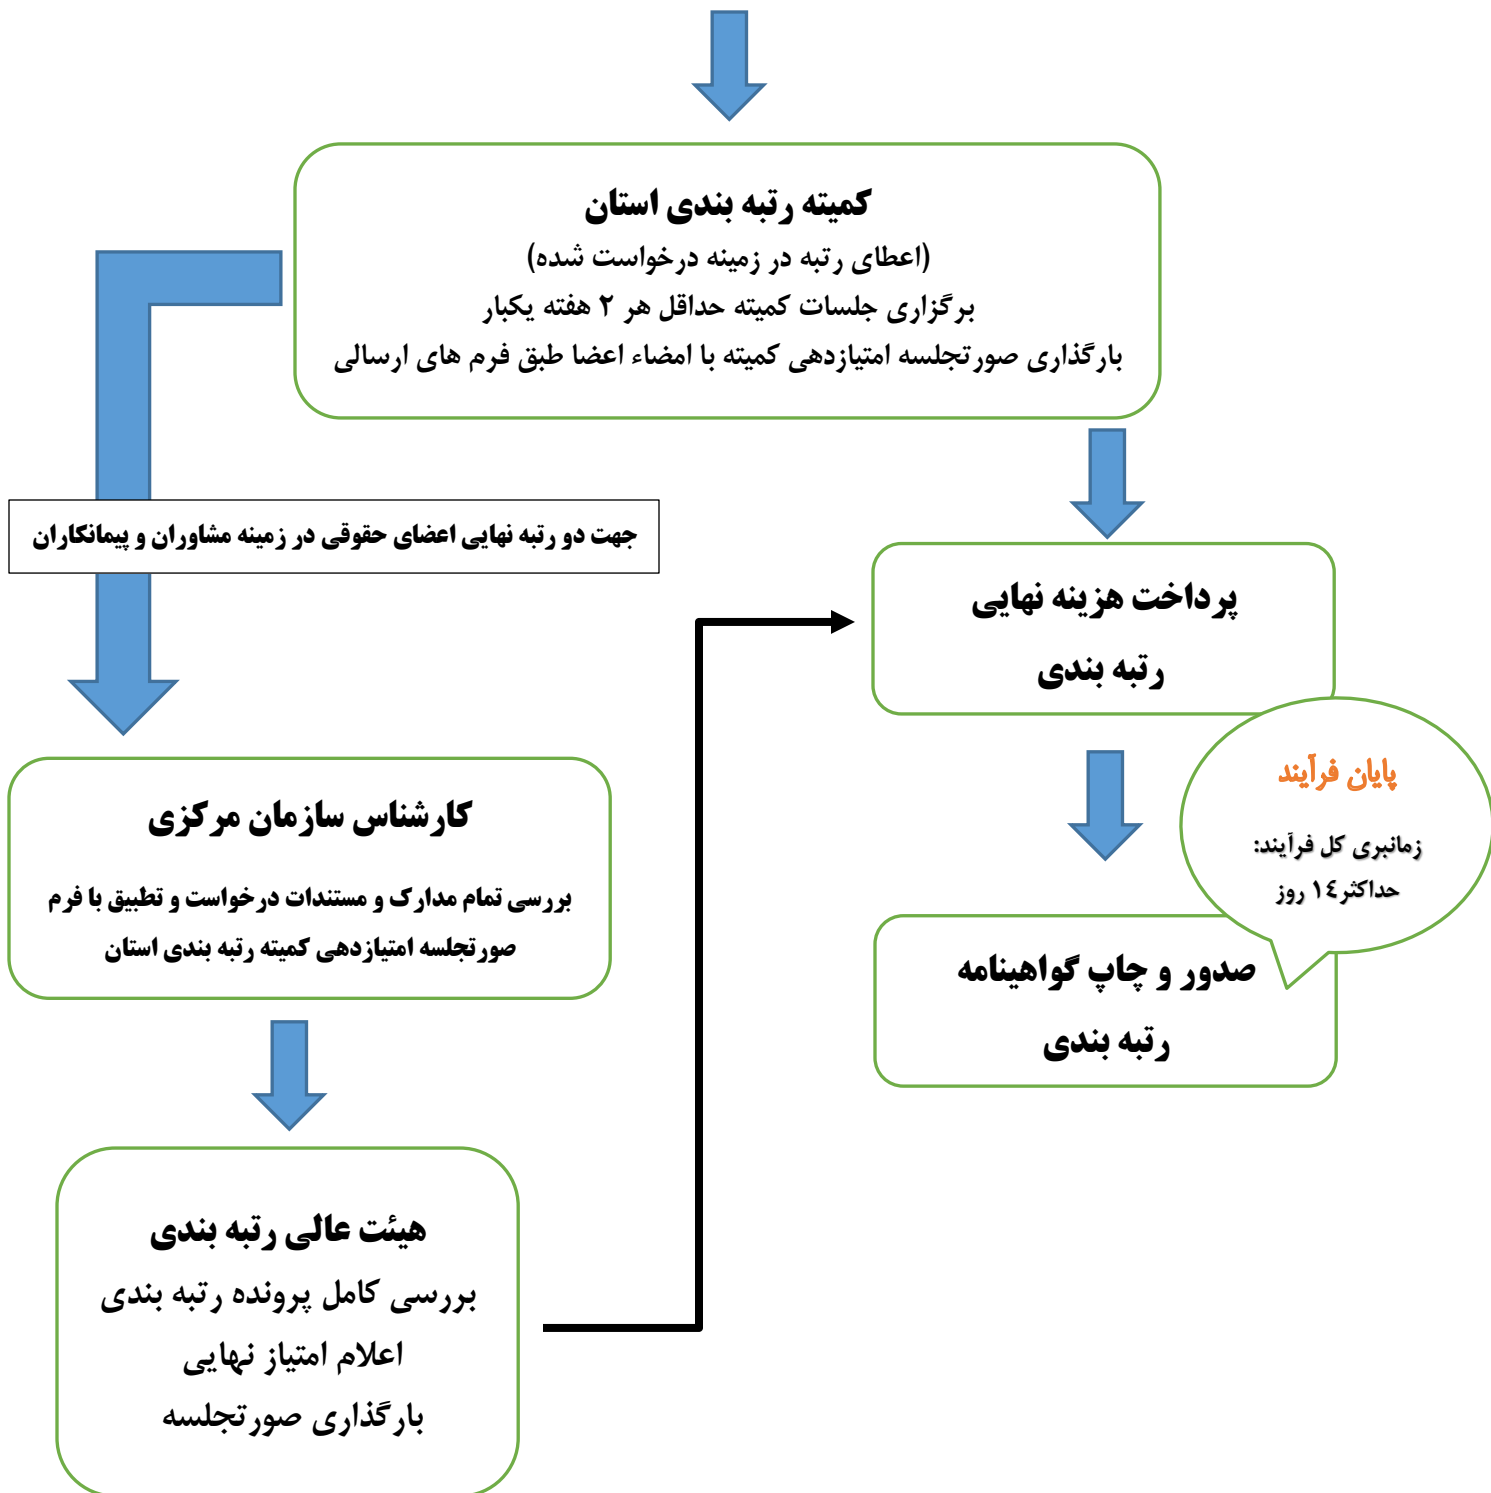 کمیته رتبه بندی استان
(اعطای رتبه در زمینه درخواست شده)
برگزاری جلسات کمیته حداقل هر ۲ هفته یکبار
بارگذاری صورتجلسه امتیازدهی کمیته با امضاء اعضا طبق فرم های ارسالی
جهت دو رتبه نهایی اعضای حقوقی در زمینه مشاوران و پیمانکاران
پرداخت هزینه نهایی
رتبه بندی
پایان فرآیند
زمانبری کل فرآیند:
حداکثر۱٤ روز
کارشناس سازمان مرکزی
بررسی تمام مدارک و مستندات درخواست و تطبیق با فرم
صورتجلسه امتیازدهی کمیته رتبه بندی استان
صدور و چاپ گواهینامه
رتبه بندی
هیئت عالی رتبه بندی
بررسی کامل پرونده رتبه بندی
اعلام امتیاز نهایی
بارگذاری صورتجلسه